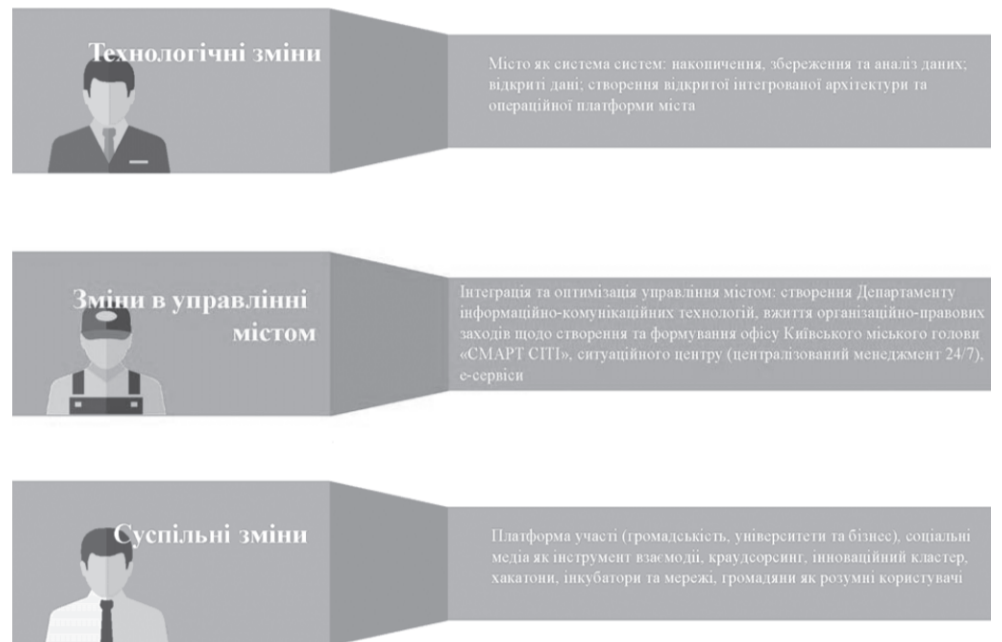 Технологічні зміни
Місто як система систем: накопичення, збереження та аналіз даних;
відкриті дані; створення відкритої інтегрованої архітектури та
операційної платформи міста
Зміни в управлінні
містом
Інтеграція та оптимізація управління містом: створення Департаменту
інформаційно-комунікаційних технологій, вжиття організаційно-правових
заходів щодо створення та формування офісу Київського міського голови
«СМАРТ СІТІ», ситуаційного центру (централізований менеджмент 24/7),
е-сервіси
Суспільні зміни
Платформа участі (громадськість, університети та бізнес), соціальні
медіа як інструмент взаємодії, краудсорсинг, інноваційний кластер,
хакатони, інкубатори та мережі, громадяни як розумні користувачі